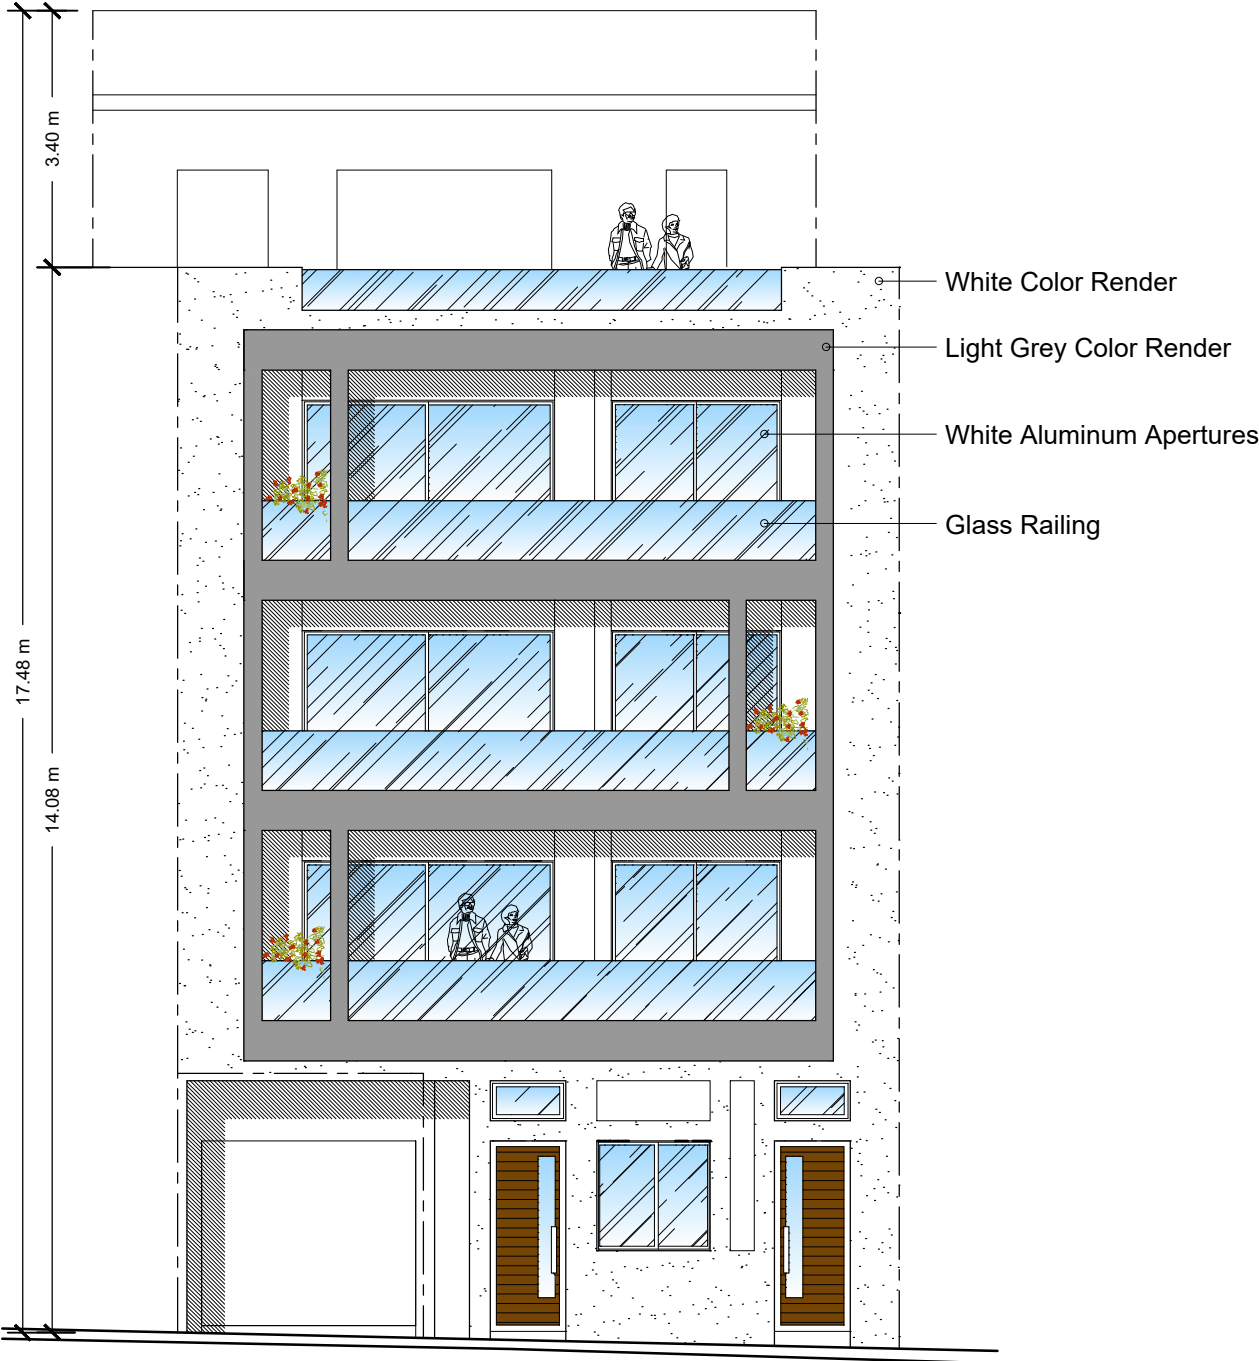 3.40 m
White Color Render
Light Grey Color Render
White Aluminum Apertures
Glass Railing
17.48 m
14.08 m